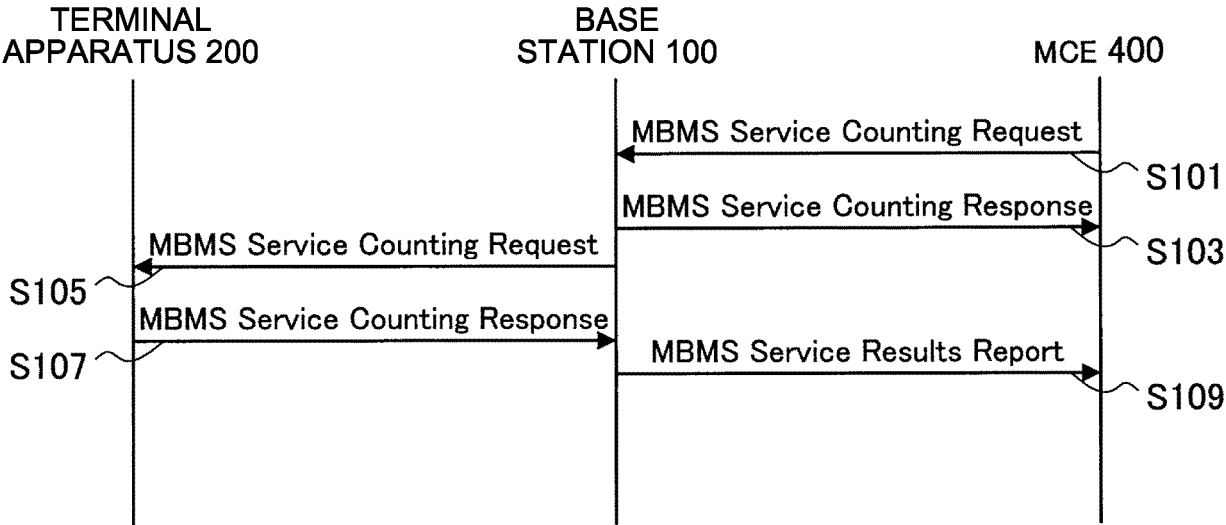 TERMINAL
APPARATUS 200
BASE
STATION 100
MCE 400
MBMS Service Counting Request
S101
MBMS Service Counting Response
S103
MBMS Service Counting Request
S105
MBMS Service Counting Response
S107
MBMS Service Results Report
S109